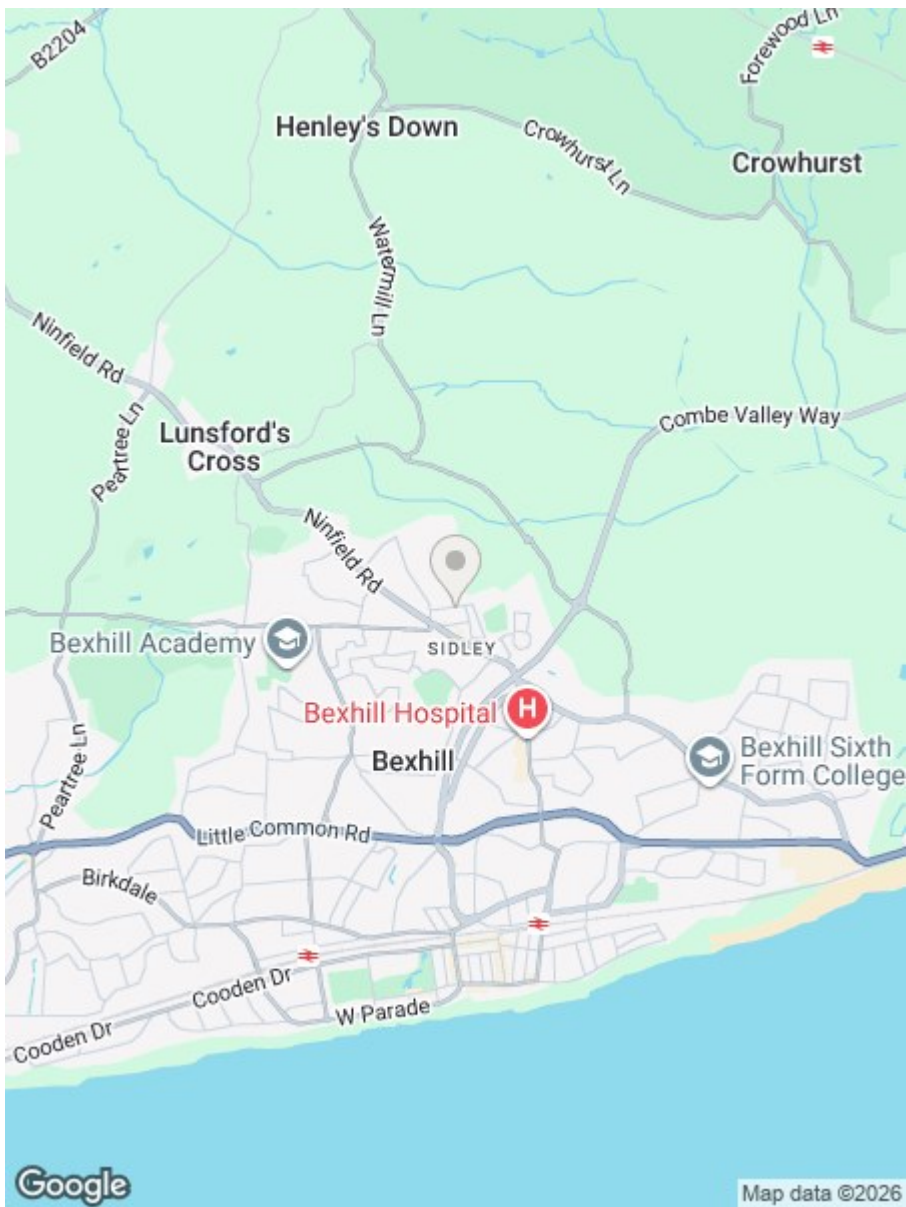 B2204
Forewood Ln
Henley's Down
Crowhurst Ln
Crowhurst
Watermill Ln
Ninfield Rd
Combe Valley Way
Lunsford's
Cross
Peartree Ln
Ninfield Rd
Bexhill Academy
SIDLEY
Bexhill Hospital
H
Bexhill
Bexhill Sixth
Form College
Peartree Ln
Little Common Rd
Birkdale
Cooden Dr
W Parade
Cooden Dr
Google
Map data ©2026